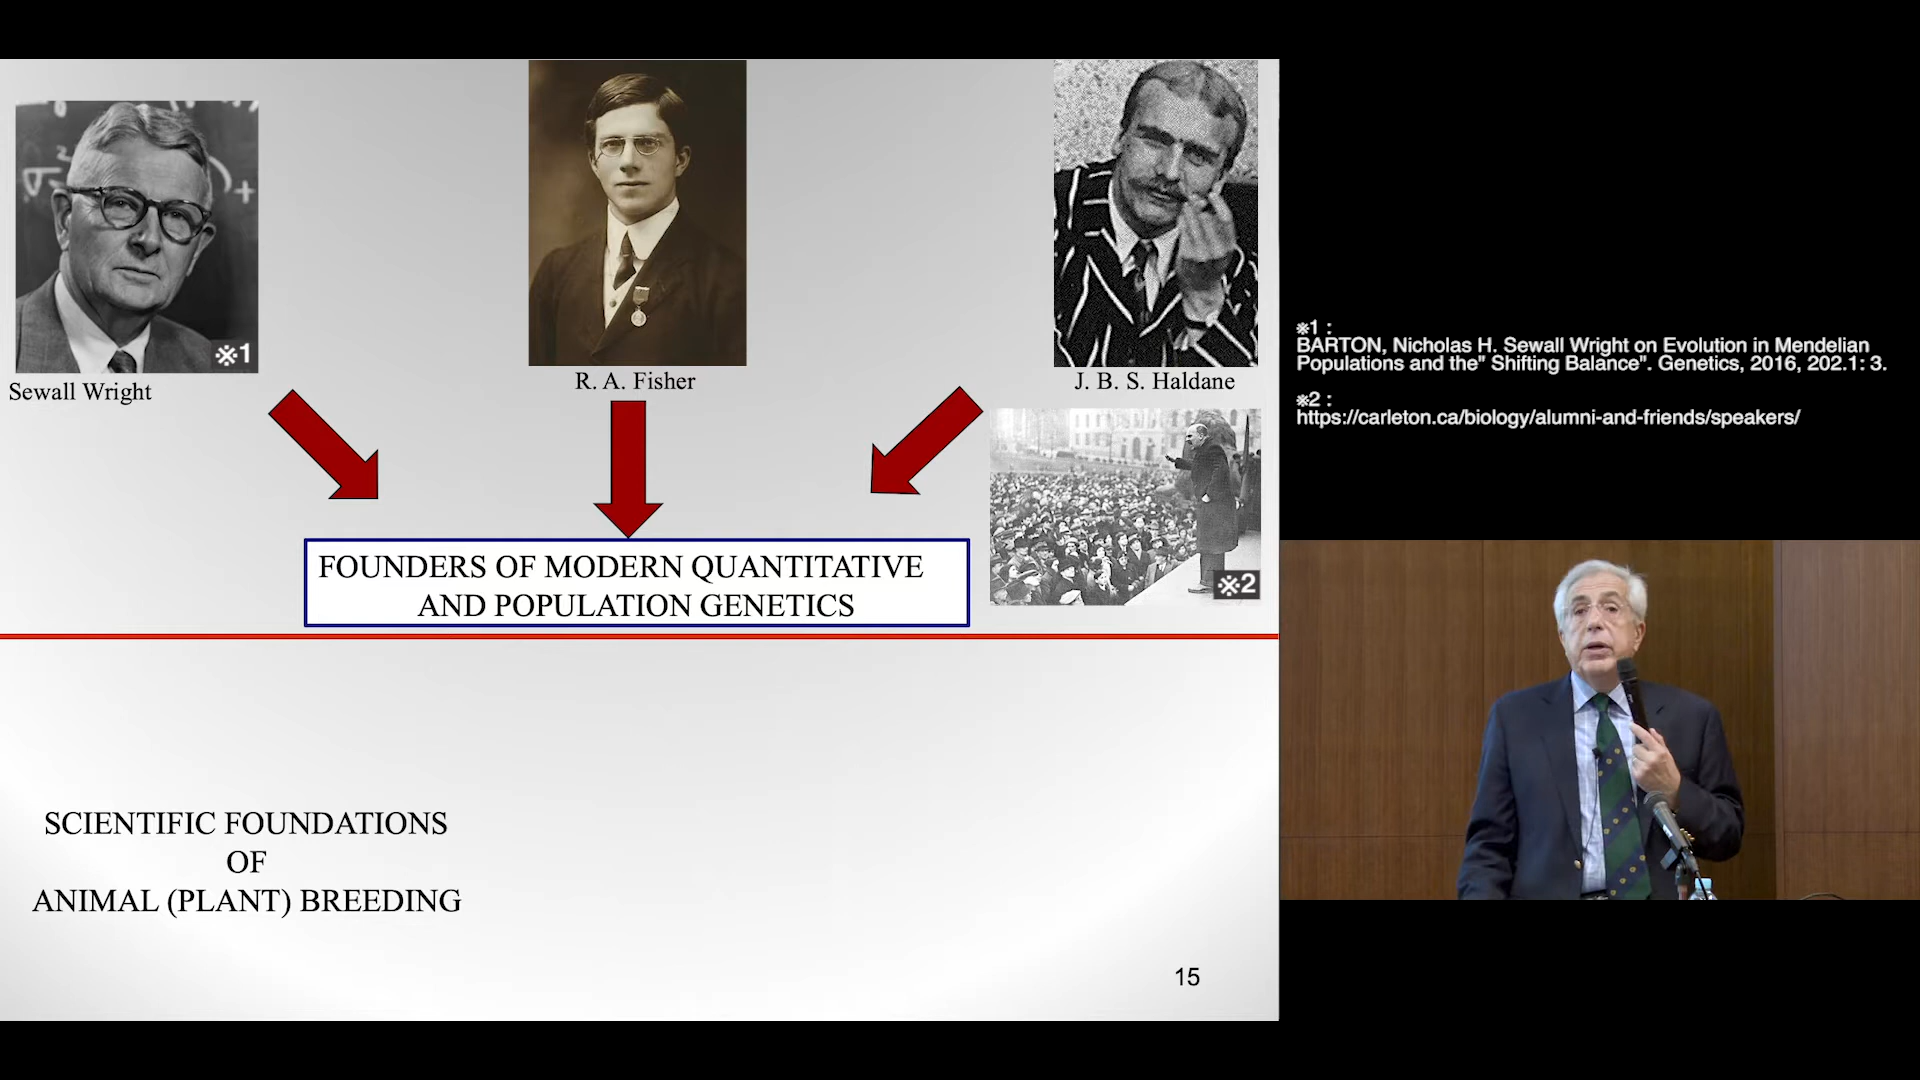 ※1
Sewall Wright
R. A. Fisher
J. B. S. Haldane
※2
FOUNDERS OF MODERN QUANTITATIVE
AND POPULATION GENETICS
SCIENTIFIC FOUNDATIONS
OF
ANIMAL (PLANT) BREEDING
15
※1 :
BARTON, Nicholas H. Sewall Wright on Evolution in Mendelian
Populations and the" Shifting Balance". Genetics, 2016, 202.1: 3.
※2 :
https://carleton.ca/biology/alumni-and-friends/speakers/